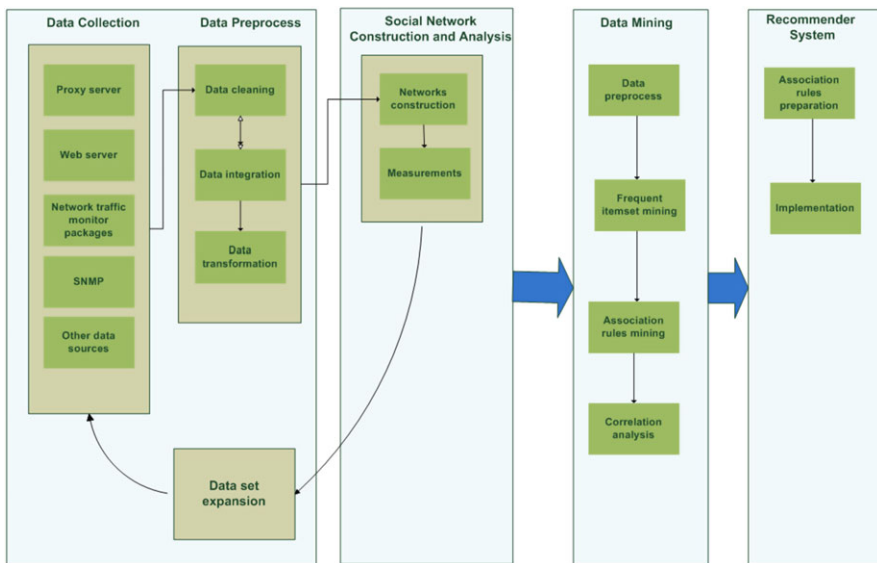 Data Collection
Proxy server
Web server
Network traffic
monitor
packages
SNMP
Other data
sources
Data Preprocess
Data cleaning
Data integration
Data
transformation
Data set
expansion
Social Network
Construction and Analysis
Networks
construction
Measurements
Data Mining
Data
preprocess
Frequent
itemset mining
Association
rules mining
Correlation
analysis
Recommender
System
Association
rules
preparation
Implementation